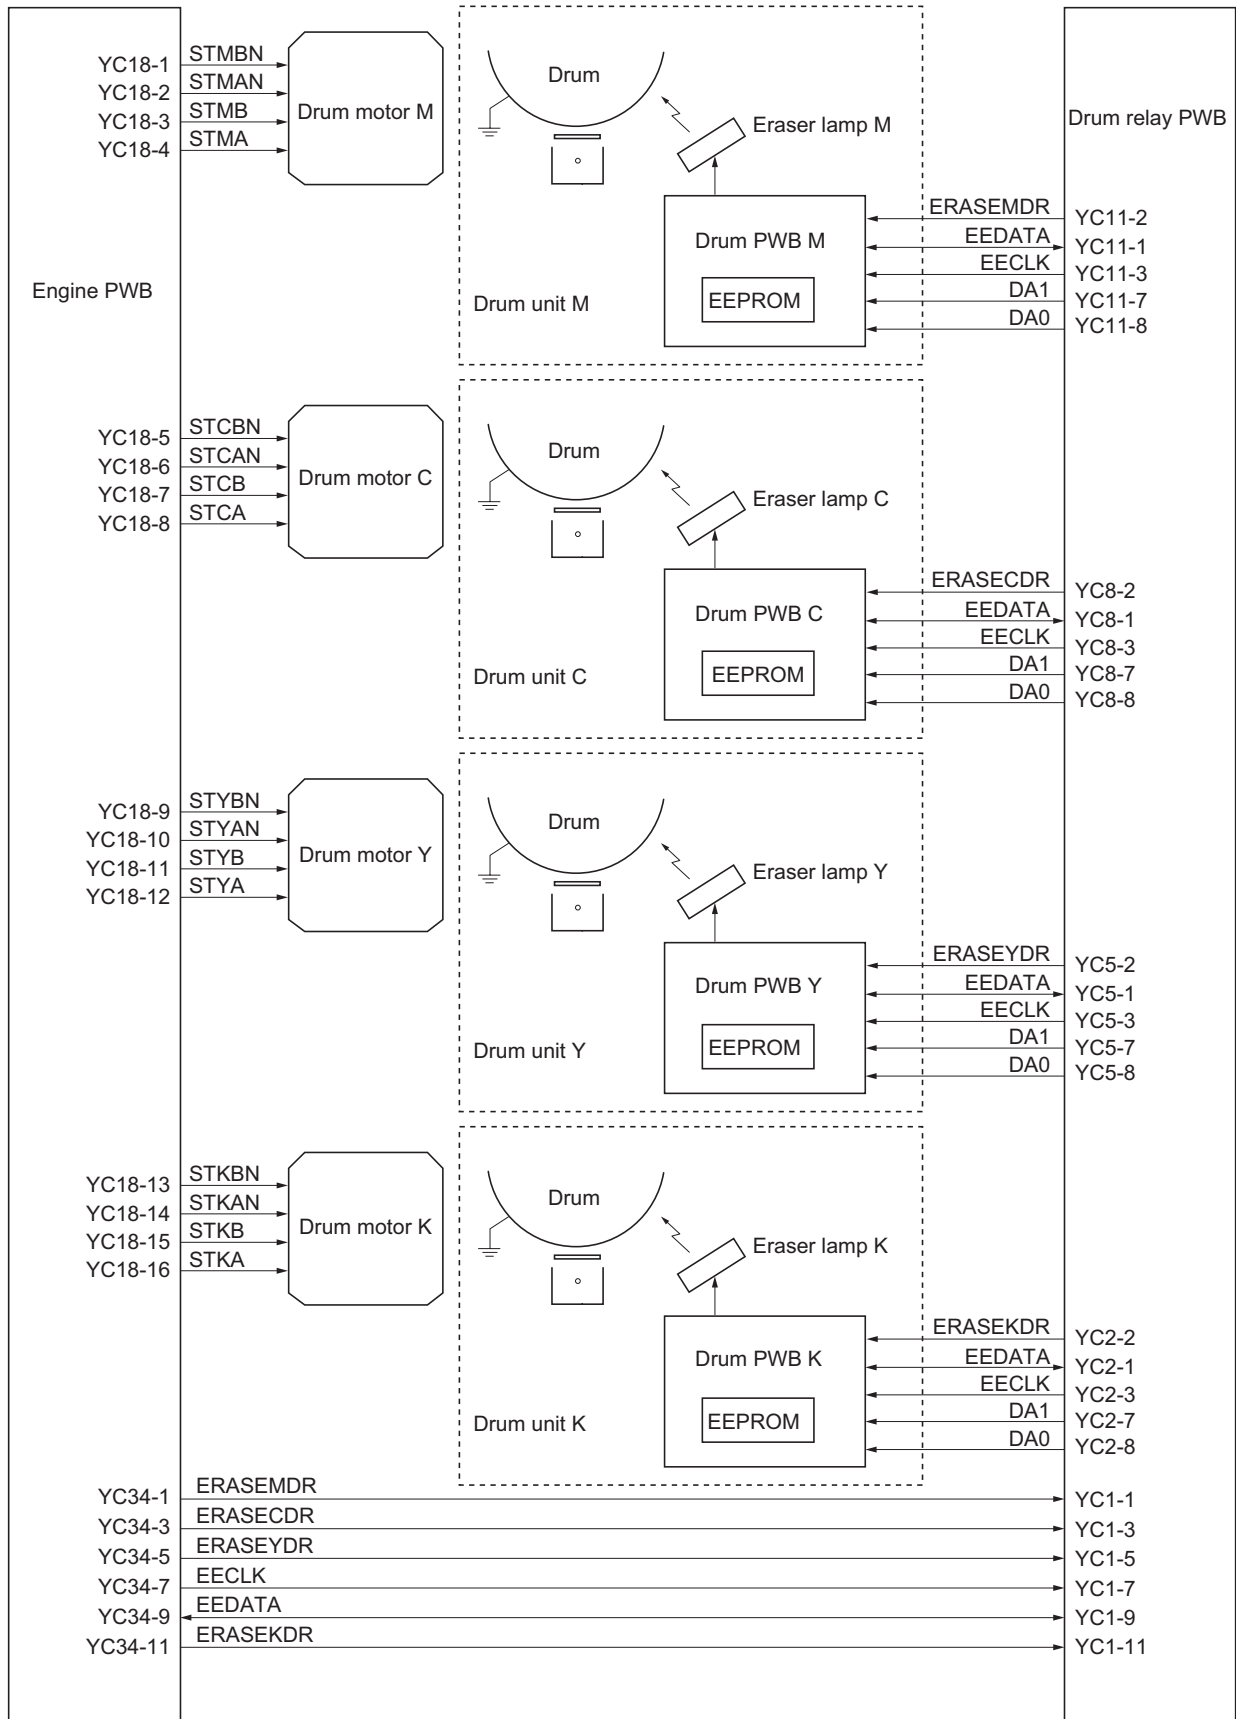 Engine PWB
Drum relay PWB
YC18-1 STMBN
YC18-2 STMAN
YC18-3 STMB
YC18-4 STMA
Drum motor M
Drum
Eraser lamp M
Drum PWB M
EEPROM
Drum unit M
ERASEMDR YC11-2
EEDATA YC11-1
EECLK YC11-3
DA1 YC11-7
DA0 YC11-8
YC18-5 STCBN
YC18-6 STCAN
YC18-7 STCB
YC18-8 STCA
Drum motor C
Drum
Eraser lamp C
Drum PWB C
EEPROM
Drum unit C
ERASECDR YC8-2
EEDATA YC8-1
EECLK YC8-3
DA1 YC8-7
DA0 YC8-8
YC18-9 STYBN
YC18-10 STYAN
YC18-11 STYB
YC18-12 STYA
Drum motor Y
Drum
Eraser lamp Y
Drum PWB Y
EEPROM
Drum unit Y
ERASEYDR YC5-2
EEDATA YC5-1
EECLK YC5-3
DA1 YC5-7
DA0 YC5-8
YC18-13 STKBN
YC18-14 STKAN
YC18-15 STKB
YC18-16 STKA
Drum motor K
Drum
Eraser lamp K
Drum PWB K
EEPROM
Drum unit K
ERASEKDR YC2-2
EEDATA YC2-1
EECLK YC2-3
DA1 YC2-7
DA0 YC2-8
YC34-1 ERASEMDR YC1-1
YC34-3 ERASECDR YC1-3
YC34-5 ERASEYDR YC1-5
YC34-7 EECLK YC1-7
YC34-9 EEDATA YC1-9
YC34-11 ERASEKDR YC1-11